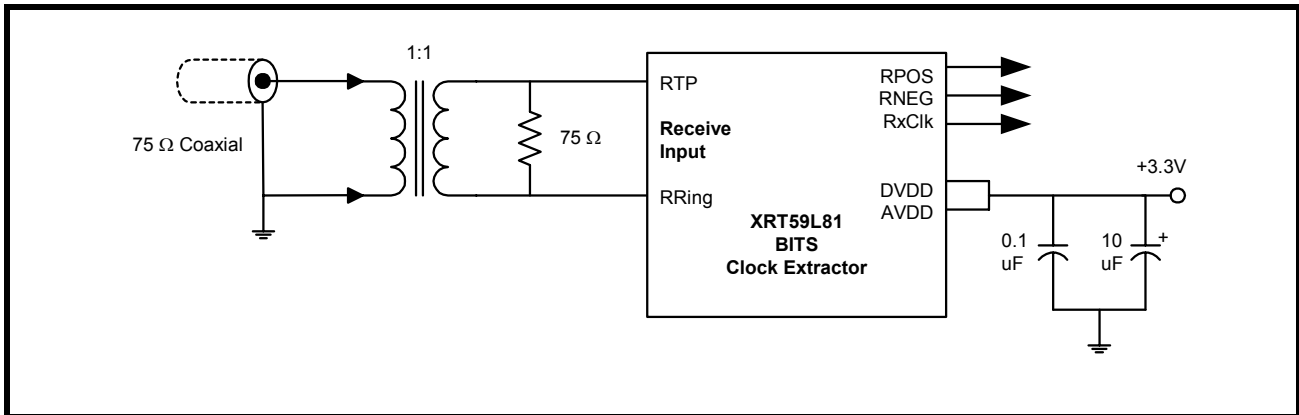 1:1
75 Ω Coaxial
75 Ω
RTP
Receive
Input
RRing
RPOS
RNEG
RxClk
DVDD
AVDD
XRT59L81
BITS
Clock Extractor
+3.3V
0.1
uF
10
uF
+